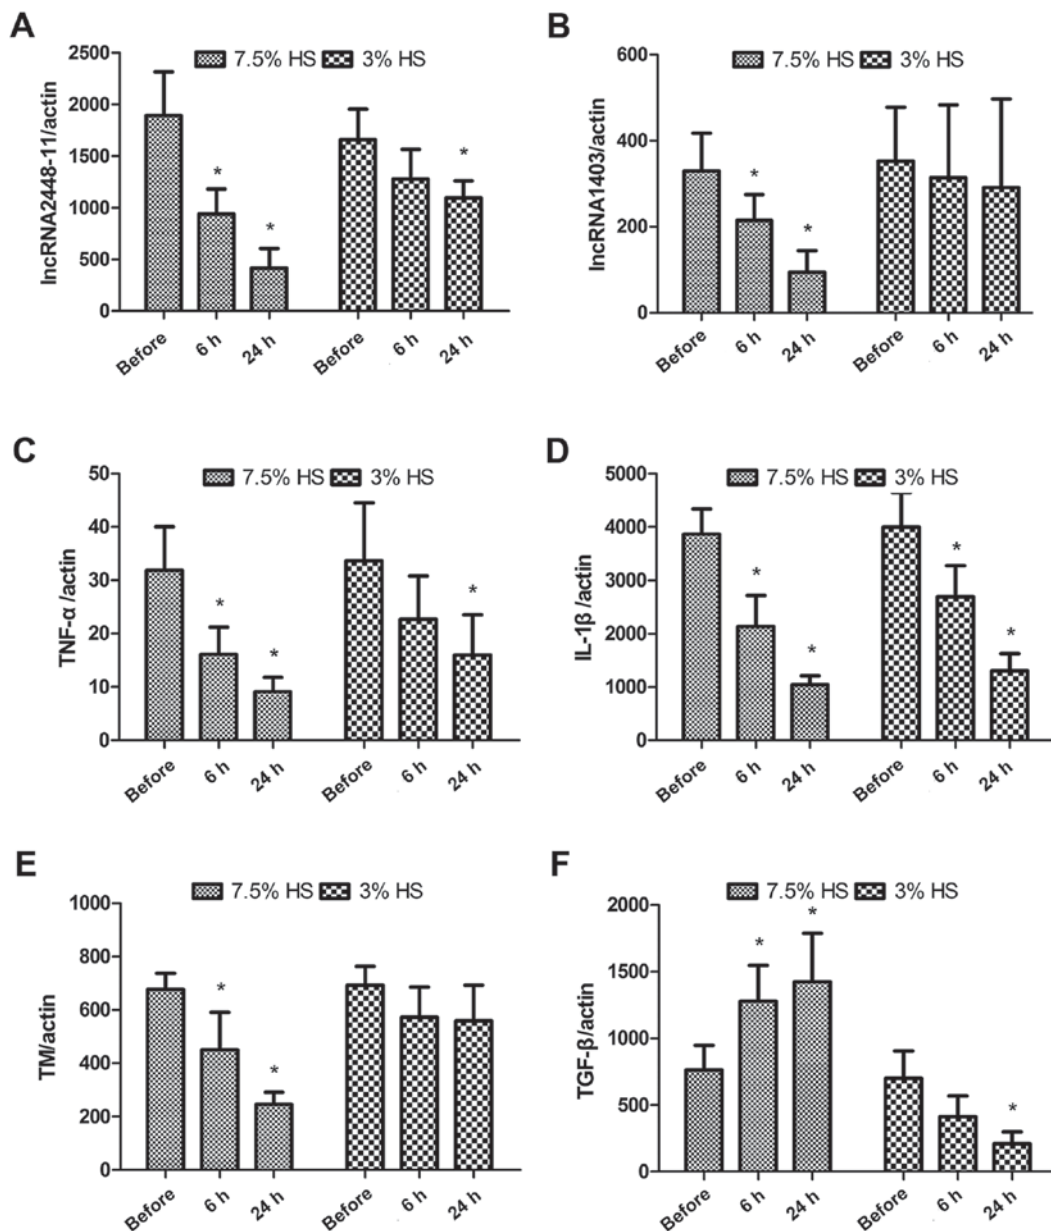 A
7.5% HS 3% HS
lncRNA2448-11/actin
2500
2000
1500
1000
500
0
* * *
Before 6 h 24 h Before 6 h 24 h
B
7.5% HS 3% HS
lncRNA1403/actin
600
400
200
0
* *
Before 6 h 24 h Before 6 h 24 h
C
7.5% HS 3% HS
TNF-α /actin
50
40
30
20
10
0
* * *
Before 6 h 24 h Before 6 h 24 h
D
7.5% HS 3% HS
IL-1β /actin
5000
4000
3000
2000
1000
0
* * * *
Before 6 h 24 h Before 6 h 24 h
E
7.5% HS 3% HS
TM/actin
1000
800
600
400
200
0
* *
Before 6 h 24 h Before 6 h 24 h
F
7.5% HS 3% HS
TGF-β/actin
2000
1500
1000
500
0
* * *
Before 6 h 24 h Before 6 h 24 h